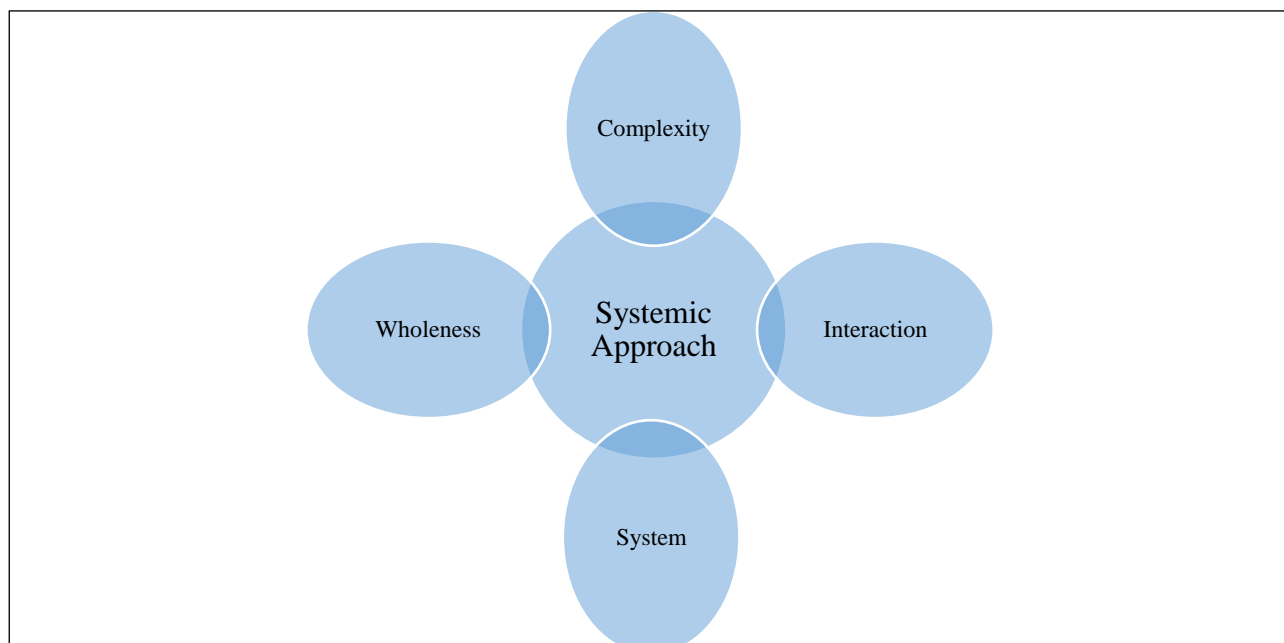 Complexity
Wholeness
Systemic
Approach
Interaction
System